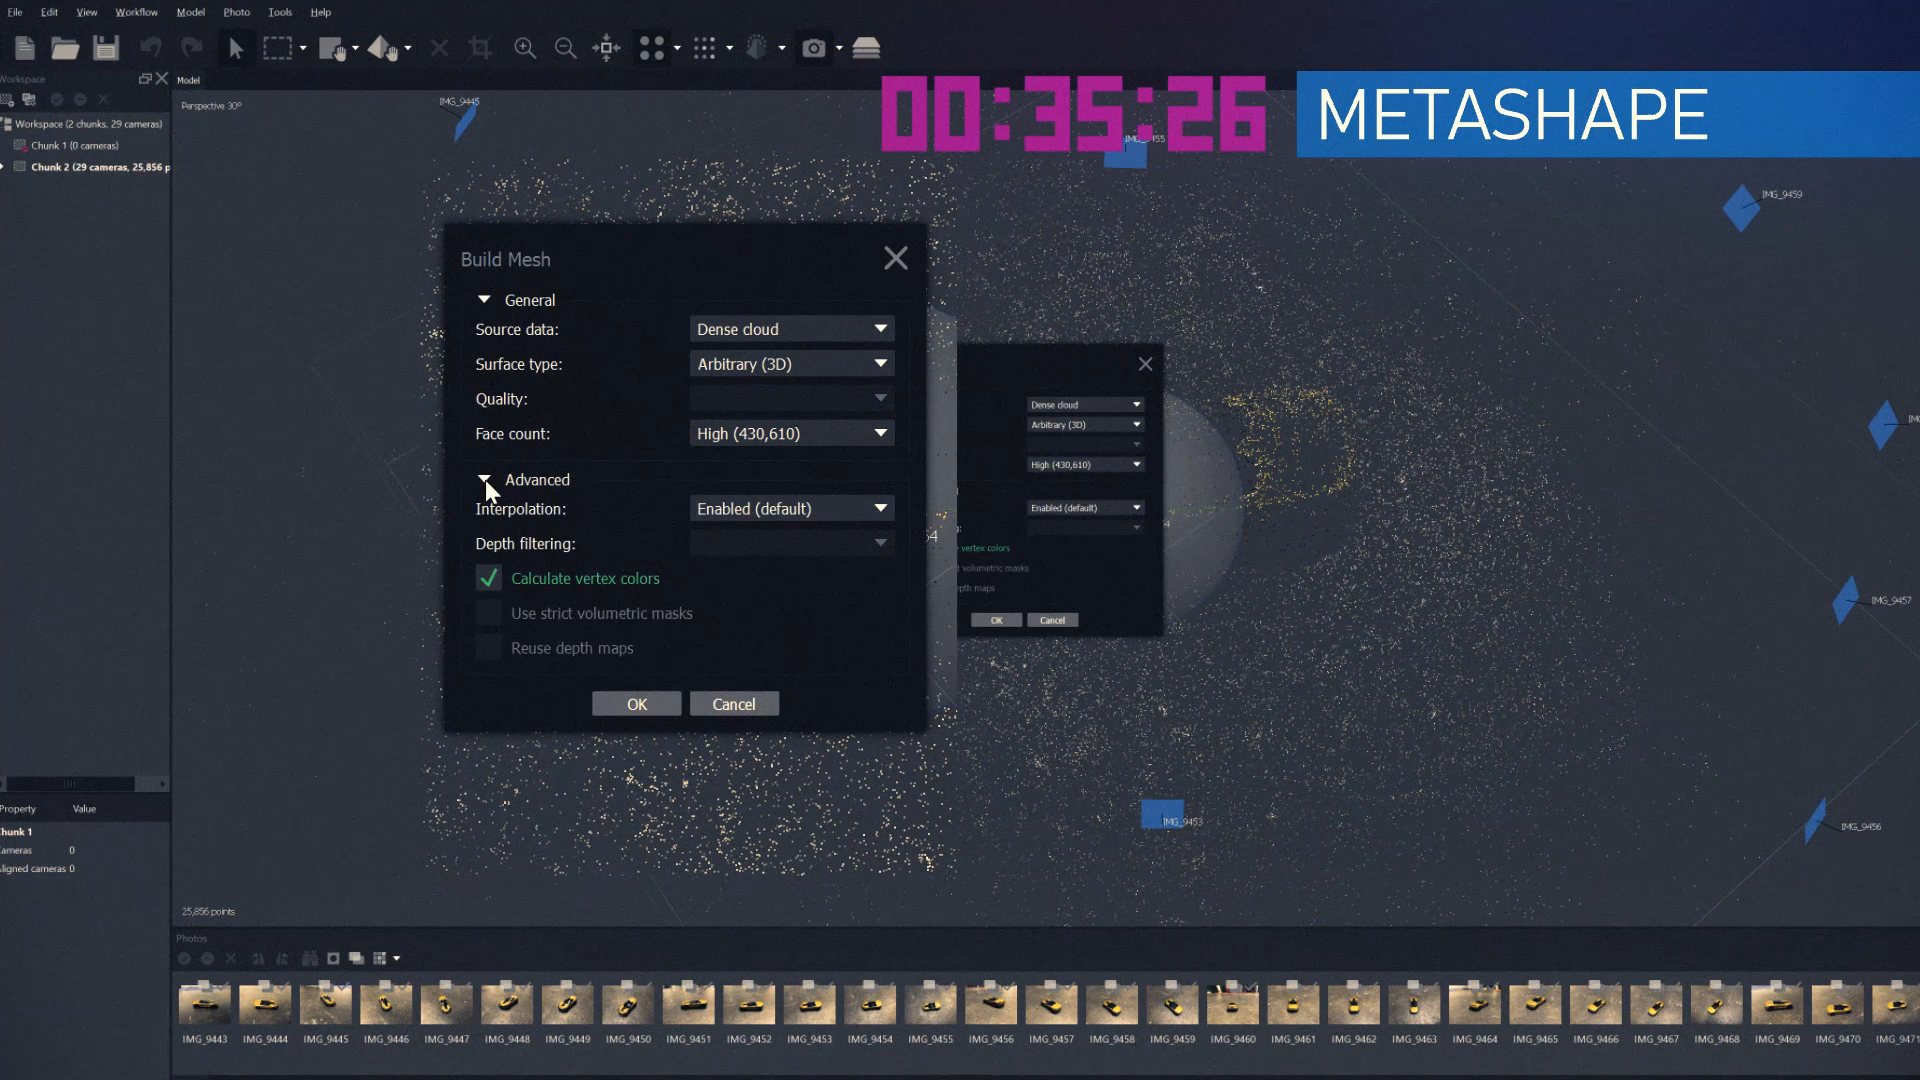 File Edit View Workflow Model Photo Tools Help
Workspace
Model
Perspective 30°
00:35:26
METASHAPE
Workspace (2 chunks, 29 cameras)
Chunk 1 (0 cameras)
Chunk 2 (29 cameras, 25,856 p
IMG_9445
IMG_9459
Build Mesh
General
Source data: Dense cloud
Surface type: Arbitrary (3D)
Quality:
Face count: High (430,610)
Advanced
Interpolation: Enabled (default)
Depth filtering:
Calculate vertex colors
Use strict volumetric masks
Reuse depth maps
OK Cancel
Dense cloud
Arbitrary (3D)
High (430,610)
Enabled (default)
vertex colors
t volumetric masks
epth maps
OK Cancel
IMG_9457
IMG_9453
IMG_9456
Property Value
Chunk 1
Cameras 0
Aligned cameras 0
25,856 points
Photos
IMG_9443 IMG_9444 IMG_9445 IMG_9446 IMG_9447 IMG_9448 IMG_9449 IMG_9450 IMG_9451 IMG_9452 IMG_9453 IMG_9454 IMG_9455 IMG_9456 IMG_9457 IMG_9458 IMG_9459 IMG_9460 IMG_9461 IMG_9462 IMG_9463 IMG_9464 IMG_9465 IMG_9466 IMG_9467 IMG_9468 IMG_9469 IMG_9470 IMG_9471